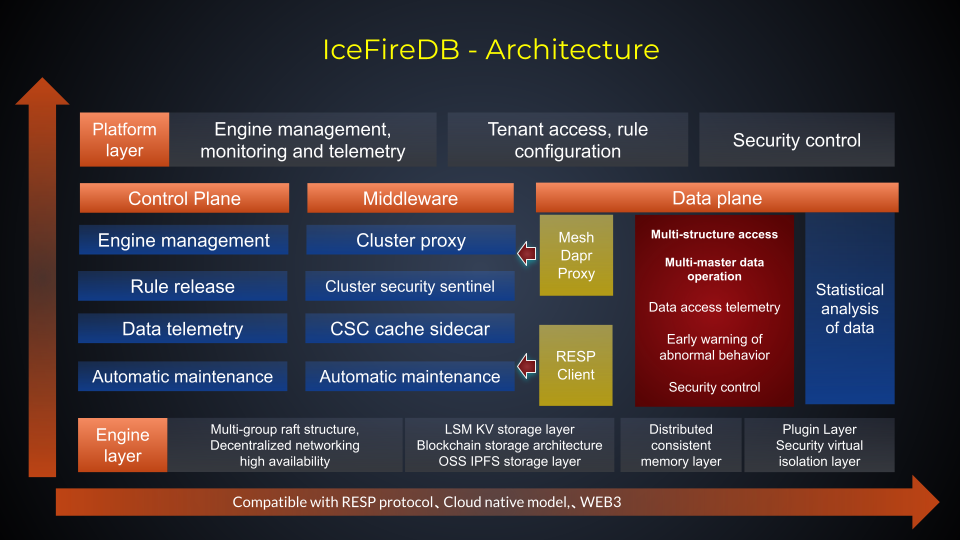 IceFireDB - Architecture
Platform
layer
Engine management,
monitoring and telemetry
Tenant access, rule
configuration
Security control
Control Plane
Engine management
Rule release
Data telemetry
Automatic maintenance
Middleware
Cluster proxy
Cluster security sentinel
CSC cache sidecar
Automatic maintenance
Data plane
Mesh
Dapr
Proxy
RESP
Client
Multi-structure access
Multi-master data
operation
Data access telemetry
Early warning of
abnormal behavior
Security control
Statistical
analysis
of data
Engine
layer
Multi-group raft structure,
Decentralized networking
high availability
LSM KV storage layer
Blockchain storage architecture
OSS IPFS storage layer
Distributed
consistent
memory layer
Plugin Layer
Security virtual
isolation layer
Compatible with RESP protocol、Cloud native model,、WEB3